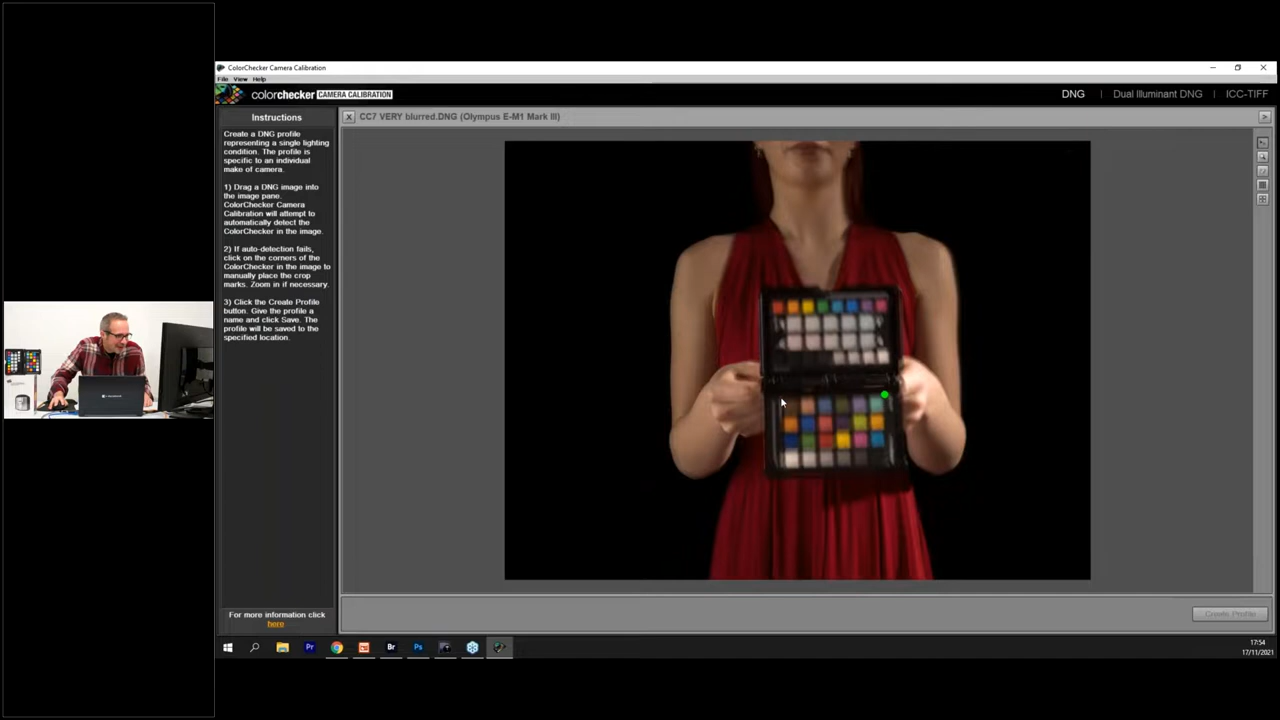 ColorChecker Camera Calibration
File View Help
colorchecker CAMERA CALIBRATION
DNG | Dual Illuminant DNG | ICC-TIFF
Instructions
X CC7 VERY blurred.DNG (Olympus E-M1 Mark III) >
Create a DNG profile
representing a single lighting
condition. The profile is
specific to an individual
make of camera.
1) Drag a DNG image into
the image pane.
ColorChecker Camera
Calibration will attempt to
automatically detect the
ColorChecker in the image.
2) If auto-detection fails,
click on the corners of the
ColorChecker in the image to
manually place the crop
marks. Zoom in if necessary.
3) Click the Create Profile
button. Give the profile a
name and click Save. The
profile will be saved to the
specified location.
For more information click
here
Create Profile
Pr Br Ps
17:54
17/11/2021